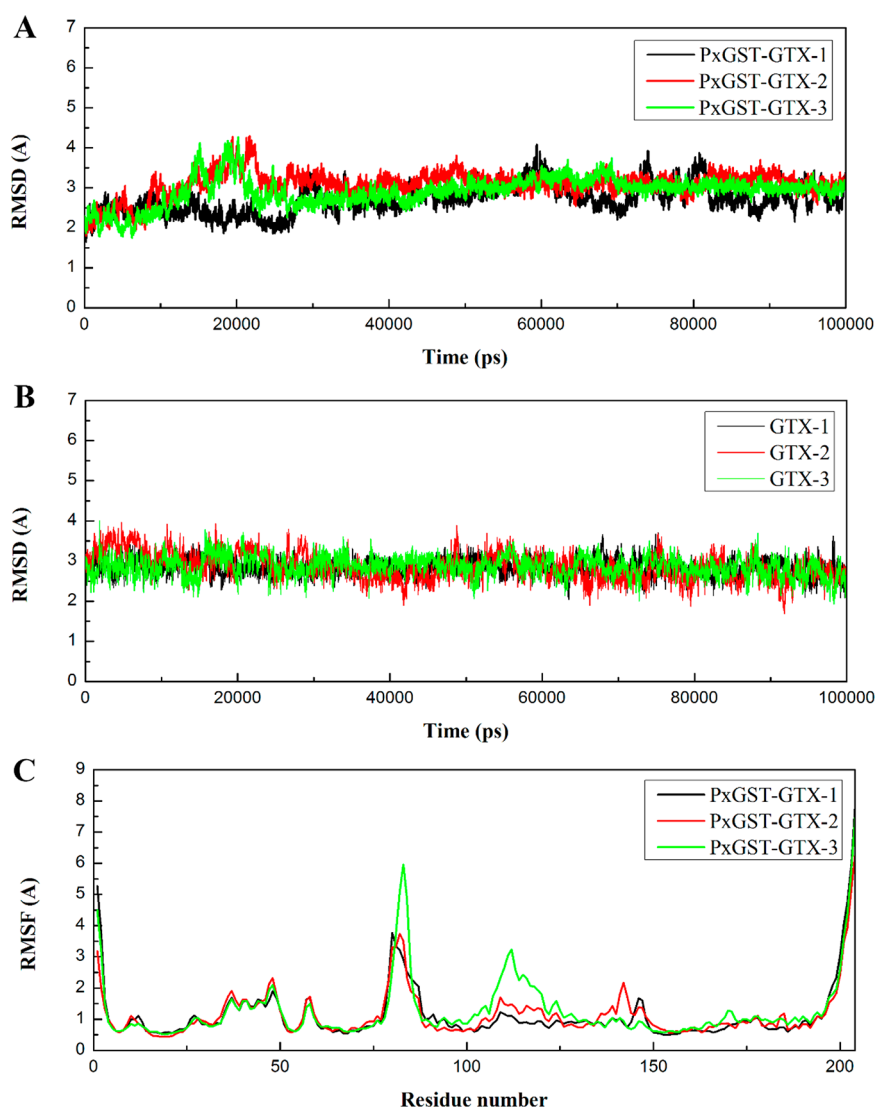 A
7
6
5
4
3
2
1
0
RMSD (A)
PxGST-GTX-1
PxGST-GTX-2
PxGST-GTX-3
0 20000 40000 60000 80000 100000
Time (ps)
B
7
6
5
4
3
2
1
0
RMSD (A)
GTX-1
GTX-2
GTX-3
0 20000 40000 60000 80000 100000
Time (ps)
C
9
8
7
6
5
4
3
2
1
0
RMSF (A)
PxGST-GTX-1
PxGST-GTX-2
PxGST-GTX-3
0 50 100 150 200
Residue number